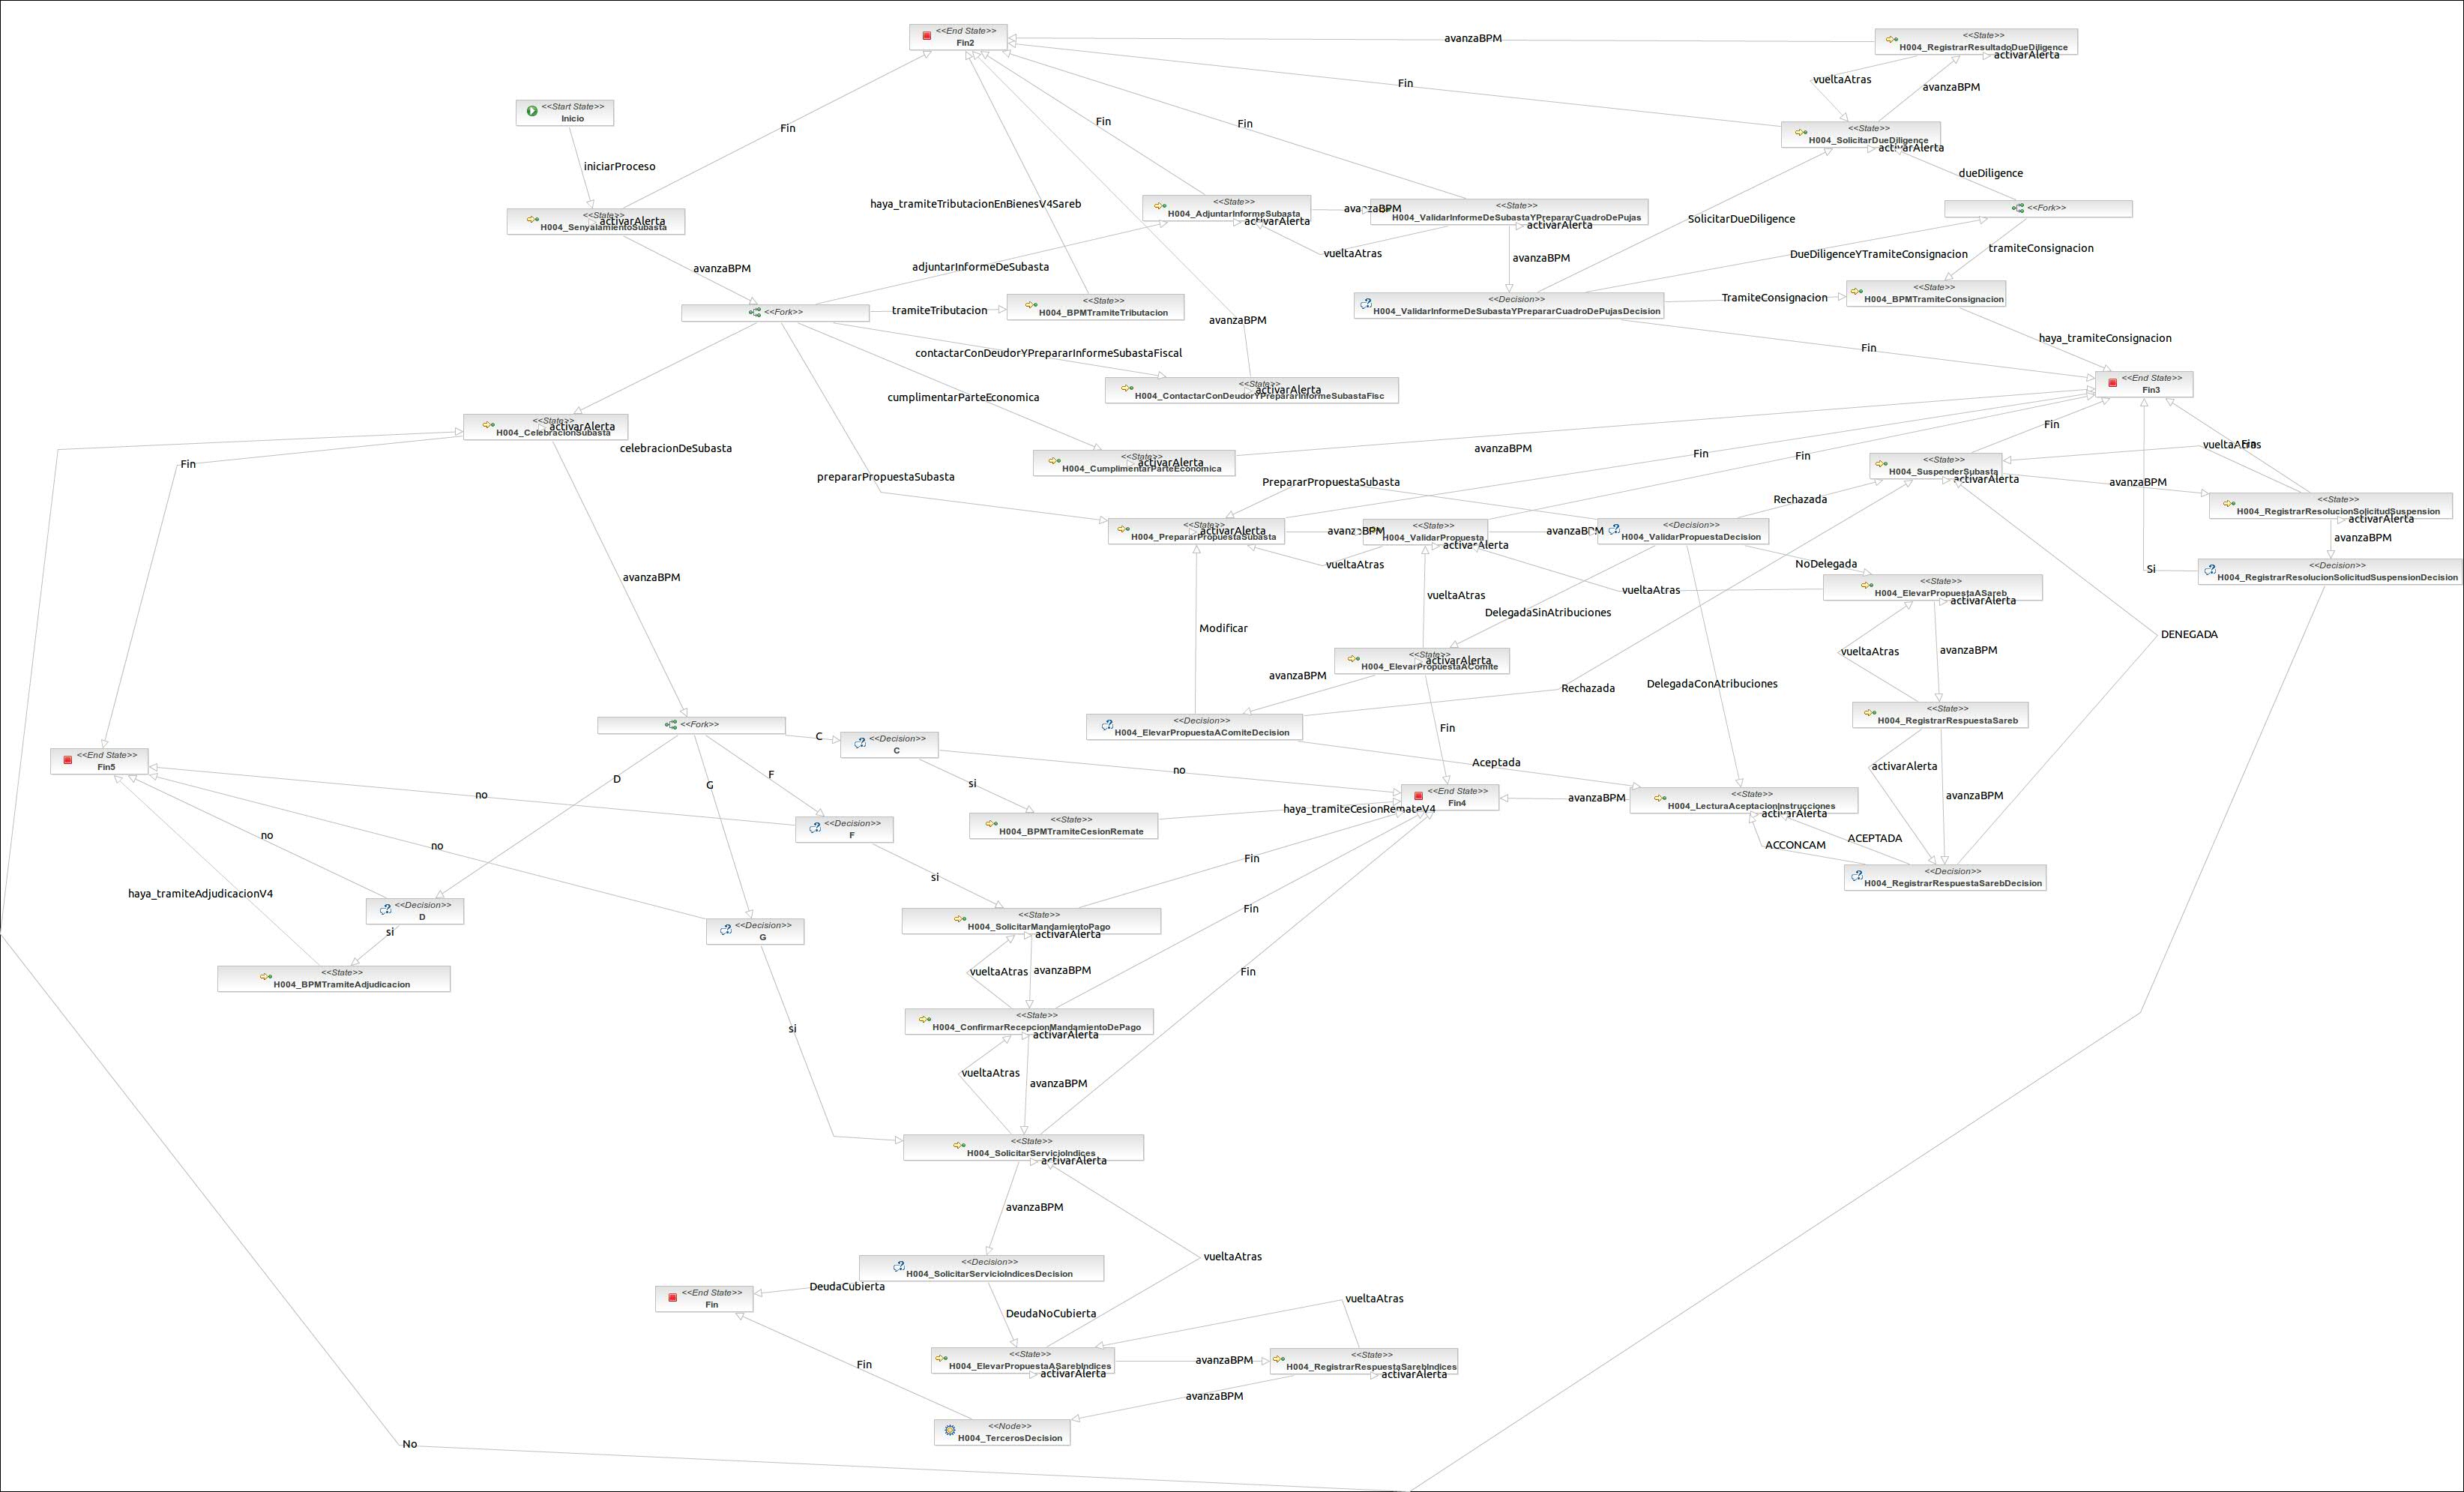 <<End State>>
Fin2
avanzaBPM
<<State>>
H004_RegistrarResultadoDueDiligence
activarAlerta
vueltaAtras
avanzaBPM
Fin
<<Start State>>
Inicio
Fin
Fin
Fin
<<State>>
H004_SolicitarDueDiligence
activarAlerta
iniciarProceso
dueDiligence
haya_tramiteTributacionEnBienesV4Sareb
<<State>>
H004_AdjuntarInformeSubasta
activarAlerta
avanzaBPM
<<State>>
H004_ValidarInformeDeSubastaYPrepararCuadroDePujas
activarAlerta
<<Fork>>
<<State>>
H004_SenyalamientoSubasta
activarAlerta
SolicitarDueDiligence
vueltaAtras
avanzaBPM
DueDiligenceYTramiteConsignacion
tramiteConsignacion
avanzaBPM
adjuntarInformeDeSubasta
<<Fork>>
tramiteTributacion
<<State>>
H004_BPMTramiteTributacion
avanzaBPM
<<Decision>>
H004_ValidarInformeDeSubastaYPrepararCuadroDePujasDecision
TramiteConsignacion
<<State>>
H004_BPMTramiteConsignacion
contactarConDeudorYPrepararInformeSubastaFiscal
Fin
haya_tramiteConsignacion
<<State>>
H004_ContactarConDeudorYPrepararInformeSubastaFisc
activarAlerta
<<End State>>
Fin3
cumplimentarParteEconomica
<<State>>
H004_CelebracionSubasta
activarAlerta
celebracionDeSubasta
Fin
avanzaBPM
Fin
Fin
Fin
vueltaAtras
Fin
<<State>>
H004_CumplimentarParteEconomica
activarAlerta
<<State>>
H004_SuspenderSubasta
activarAlerta
prepararPropuestaSubasta
PrepararPropuestaSubasta
Rechazada
avanzaBPM
<<State>>
H004_RegistrarResolucionSolicitudSuspension
activarAlerta
<<State>>
H004_PrepararPropuestaSubasta
activarAlerta
avanzaBPM
<<State>>
H004_ValidarPropuesta
activarAlerta
avanzaBPM
<<Decision>>
H004_ValidarPropuestaDecision
avanzaBPM
vueltaAtras
NoDelegada
Si
<<Decision>>
H004_RegistrarResolucionSolicitudSuspensionDecision
avanzaBPM
vueltaAtras
vueltaAtras
<<State>>
H004_ElevarPropuestaASareb
activarAlerta
Modificar
DelegadaSinAtribuciones
DENEGADA
<<State>>
H004_ElevarPropuestaAComite
activarAlerta
vueltaAtras
avanzaBPM
avanzaBPM
Rechazada
DelegadaConAtribuciones
<<Fork>>
<<Decision>>
H004_ElevarPropuestaAComiteDecision
Fin
<<State>>
H004_RegistrarRespuestaSareb
C
<<Decision>>
C
<<End State>>
Fin5
Aceptada
activarAlerta
no
D
G
F
si
<<End State>>
Fin4
avanzaBPM
<<State>>
H004_LecturaAceptacionInstrucciones
activarAlerta
avanzaBPM
no
haya_tramiteCesionRemateV4
<<Decision>>
F
<<State>>
H004_BPMTramiteCesionRemate
no
no
ACCONCAM
ACEPTADA
Fin
si
<<Decision>>
H004_RegistrarRespuestaSarebDecision
haya_tramiteAdjudicacionV4
<<Decision>>
D
<<Decision>>
G
<<State>>
H004_SolicitarMandamientoPago
activarAlerta
Fin
si
<<State>>
H004_BPMTramiteAdjudicacion
vueltaAtras
avanzaBPM
Fin
si
<<State>>
H004_ConfirmarRecepcionMandamientoDePago
activarAlerta
vueltaAtras
avanzaBPM
<<State>>
H004_SolicitarServicioIndices
activarAlerta
avanzaBPM
vueltaAtras
<<Decision>>
H004_SolicitarServicioIndicesDecision
DeudaCubierta
<<End State>>
Fin
vueltaAtras
DeudaNoCubierta
<<State>>
H004_ElevarPropuestaASarebIndices
activarAlerta
avanzaBPM
<<State>>
H004_RegistrarRespuestaSarebIndices
activarAlerta
Fin
avanzaBPM
<<Node>>
H004_TercerosDecision
No